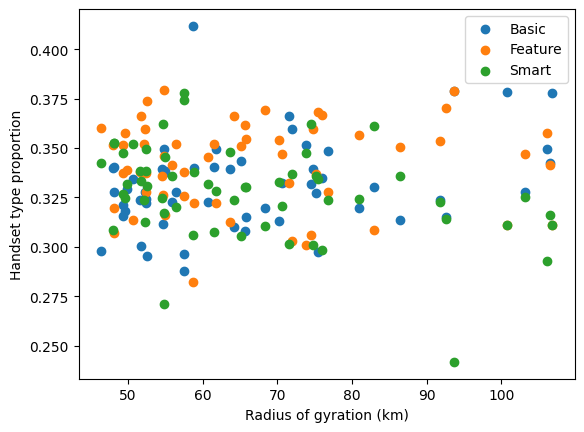 Basic
Feature
Smart
Handset type proportion
0.400
0.375
0.350
0.325
0.300
0.275
0.250
50 60 70 80 90 100
Radius of gyration (km)